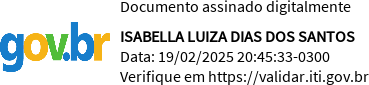 Documento assinado digitalmente
gov.br
ISABELLA LUIZA DIAS DOS SANTOS
Data: 19/02/2025 20:45:33-0300
Verifique em https://validar.iti.gov.br